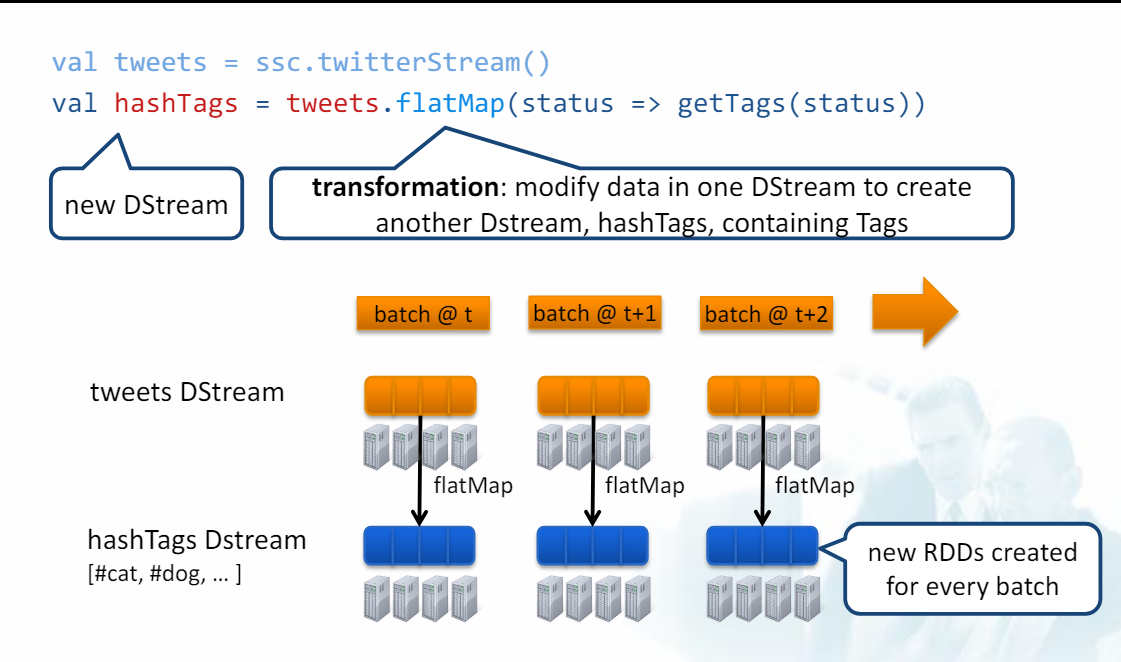 val tweets = ssc.twitterStream()
val hashTags = tweets.flatMap(status => getTags(status))
new DStream
transformation: modify data in one DStream to create
another Dstream, hashTags, containing Tags
batch @ t
batch @ t+1
batch @ t+2
tweets DStream
flatMap
flatMap
flatMap
hashTags Dstream
[#cat, #dog, … ]
new RDDs created
for every batch